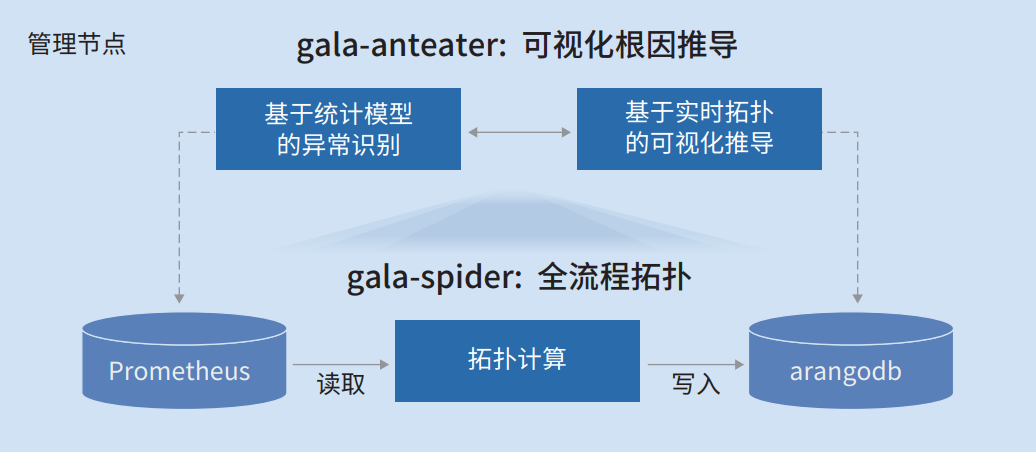 管理节点
gala-anteater: 可视化根因推导
基于统计模型
的异常识别
基于实时拓扑
的可视化推导
gala-spider: 全流程拓扑
Prometheus
读取
拓扑计算
写入
arangodb